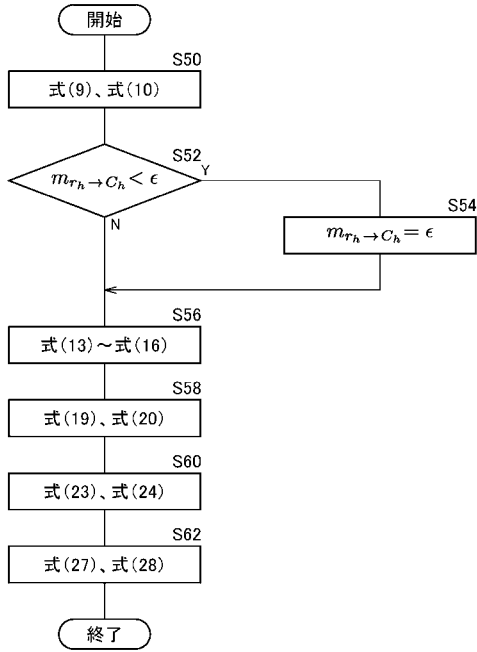 開始
S50
式(9)、式(10)
S52
m_{r_h→C_h} < ϵ
Y
N
S54
m_{r_h→C_h} = ϵ
S56
式(13)～式(16)
S58
式(19)、式(20)
S60
式(23)、式(24)
S62
式(27)、式(28)
終了